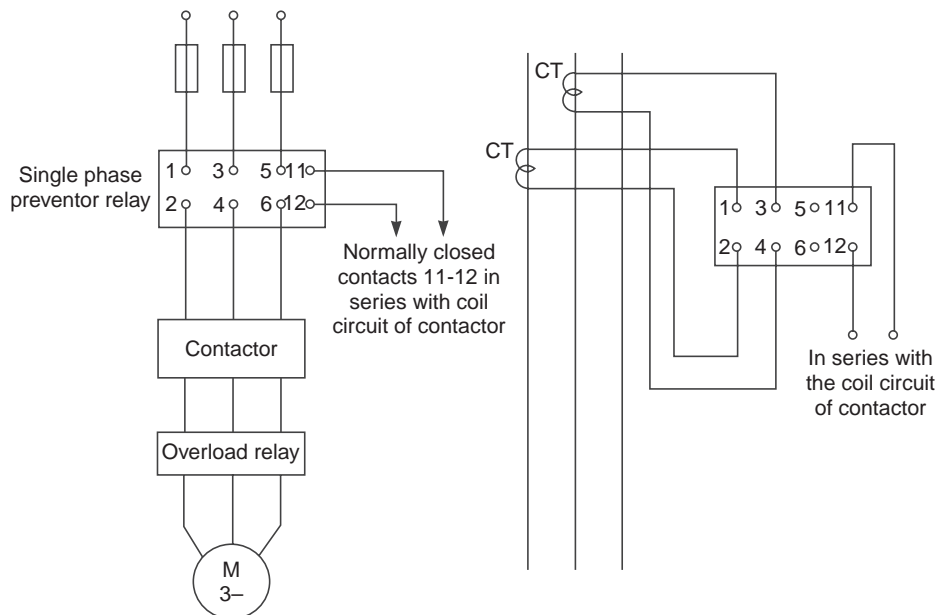 1 3 5 11
2 4 6 12
Single phase
preventor relay
Normally closed
contacts 11-12 in
series with coil
circuit of contactor
Contactor
Overload relay
M
3–
CT
CT
1 3 5 11
2 4 6 12
In series with
the coil circuit
of contactor